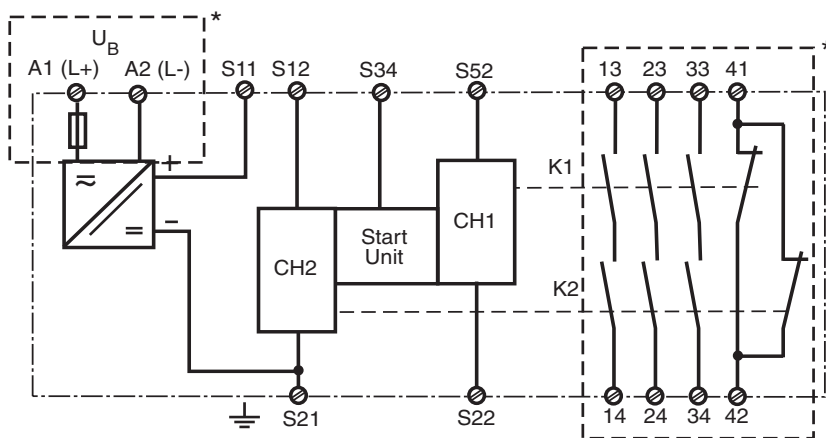 *
U_B
A1 (L+) A2 (L-) S11 S12 S34 S52 13 23 33 41 *
+
K1
CH1
Start
Unit
CH2
−
K2
S21 S22 14 24 34 42